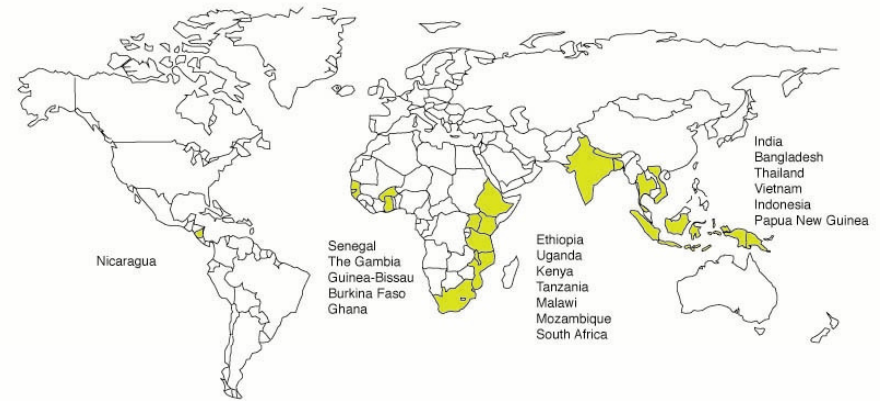 Nicaragua
Senegal
The Gambia
Guinea-Bissau
Burkina Faso
Ghana
Ethiopia
Uganda
Kenya
Tanzania
Malawi
Mozambique
South Africa
India
Bangladesh
Thailand
Vietnam
Indonesia
Papua New Guinea